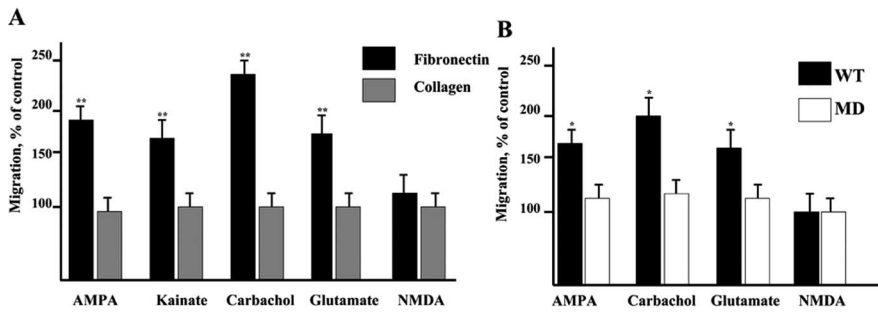 A
Migration, % of control
250
200
150
100
**
**
**
**
Fibronectin
Collagen
AMPA Kainate Carbachol Glutamate NMDA
B
Migration, % of control
250
200
150
100
*
*
*
WT
MD
AMPA Carbachol Glutamate NMDA